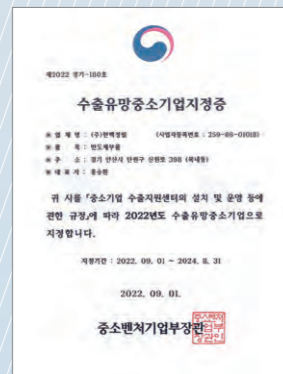 제2022 경기-180호
수출유망중소기업지정증
※ 업 체 명 : (주)한백정밀 (사업자등록번호 : 259-88-01018)
※ 품 목 : 반도체부품
※ 주 소 : 경기 안산시 단원구 산단로 398 (목내동)
※ 대 표 자 :
귀 사를 「중소기업 수출지원센터의 설치 및 운영 등에
관한 규정」에 따라 2022년도 수출유망중소기업으로
지정합니다.
지정기간 : 2022. 09. 01 ~ 2024. 8. 31
2022. 09. 01.
중소벤처기업부장관